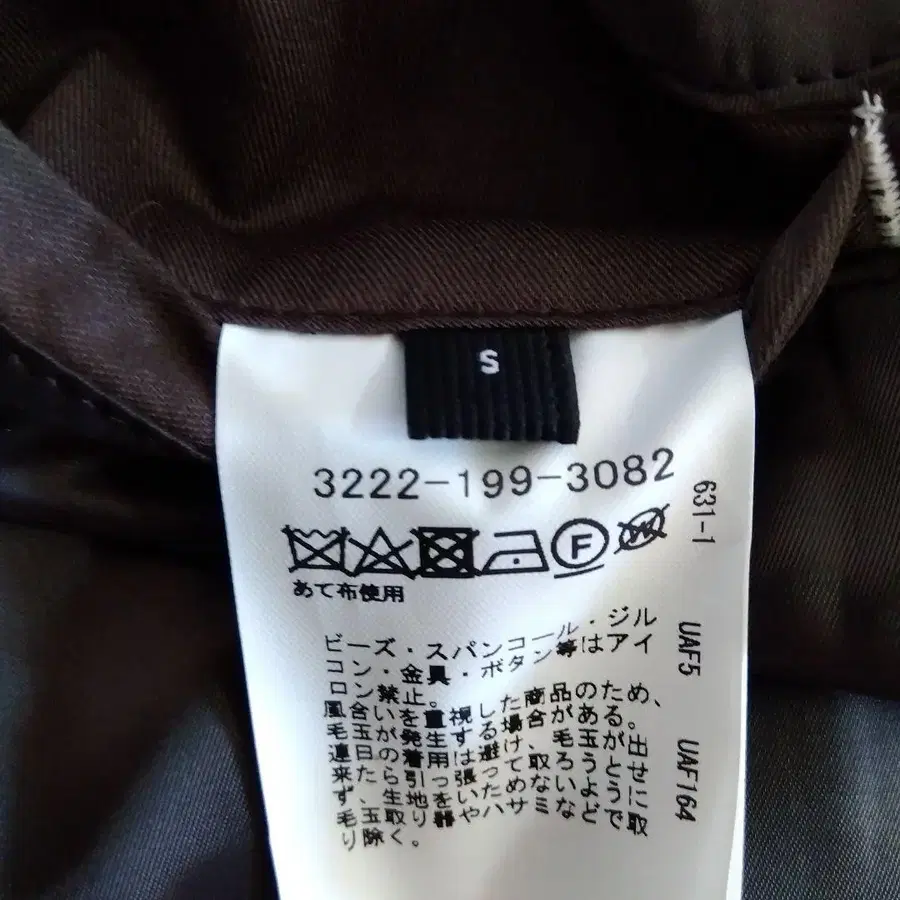 S
3222-199-3082
F
W
あて布使用
ビーズ・スパンコール・ジル
コン・金具・ボタン等はアイ
ロン禁止。
風合いを重視した商品のため、
毛玉が発生する場合がある。
連日の着用は避け、毛玉が出
来たら引っ張って取ろうとせ
ず、生地をいためないように
毛玉取り器やハサミなどで取
り除く。
631-1
UAF5
UAF164